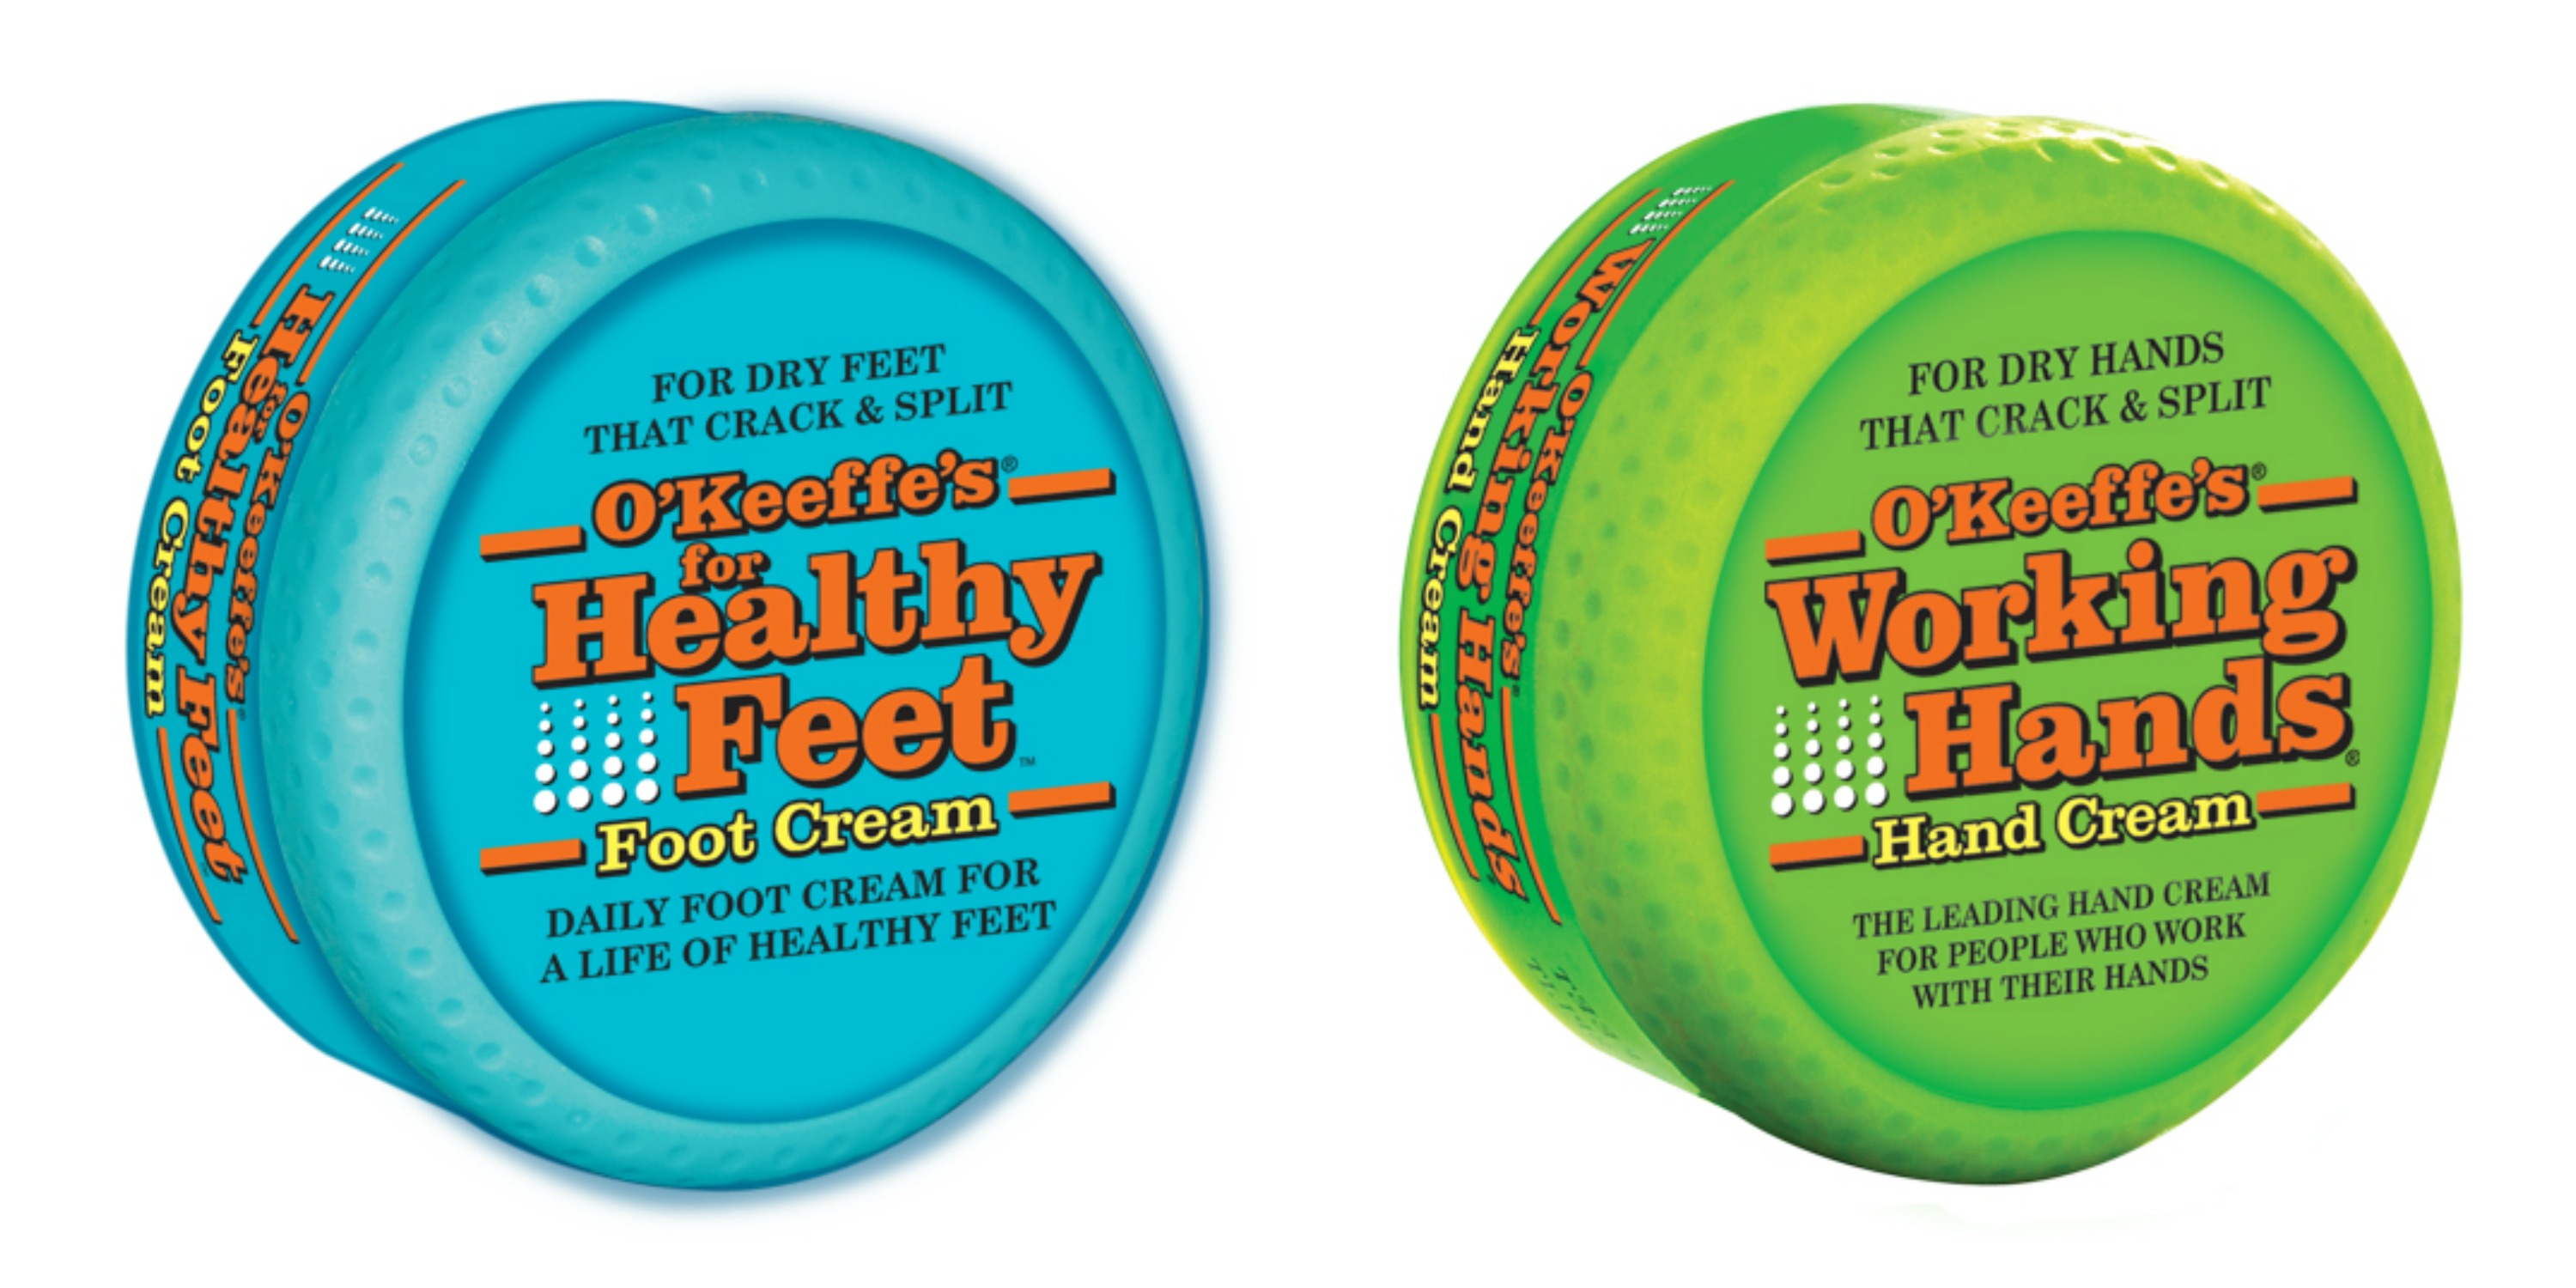 FOR DRY FEET
THAT CRACK & SPLIT
O'Keeffe's®
for
Healthy
Feet™
Foot Cream
DAILY FOOT CREAM FOR
A LIFE OF HEALTHY FEET
O'Keeffe's®
for
Healthy Feet
Foot Cream
FOR DRY HANDS
THAT CRACK & SPLIT
O'Keeffe's®
Working
Hands®
Hand Cream
THE LEADING HAND CREAM
FOR PEOPLE WHO WORK
WITH THEIR HANDS
O'Keeffe's®
Working Hands
Hand Cream